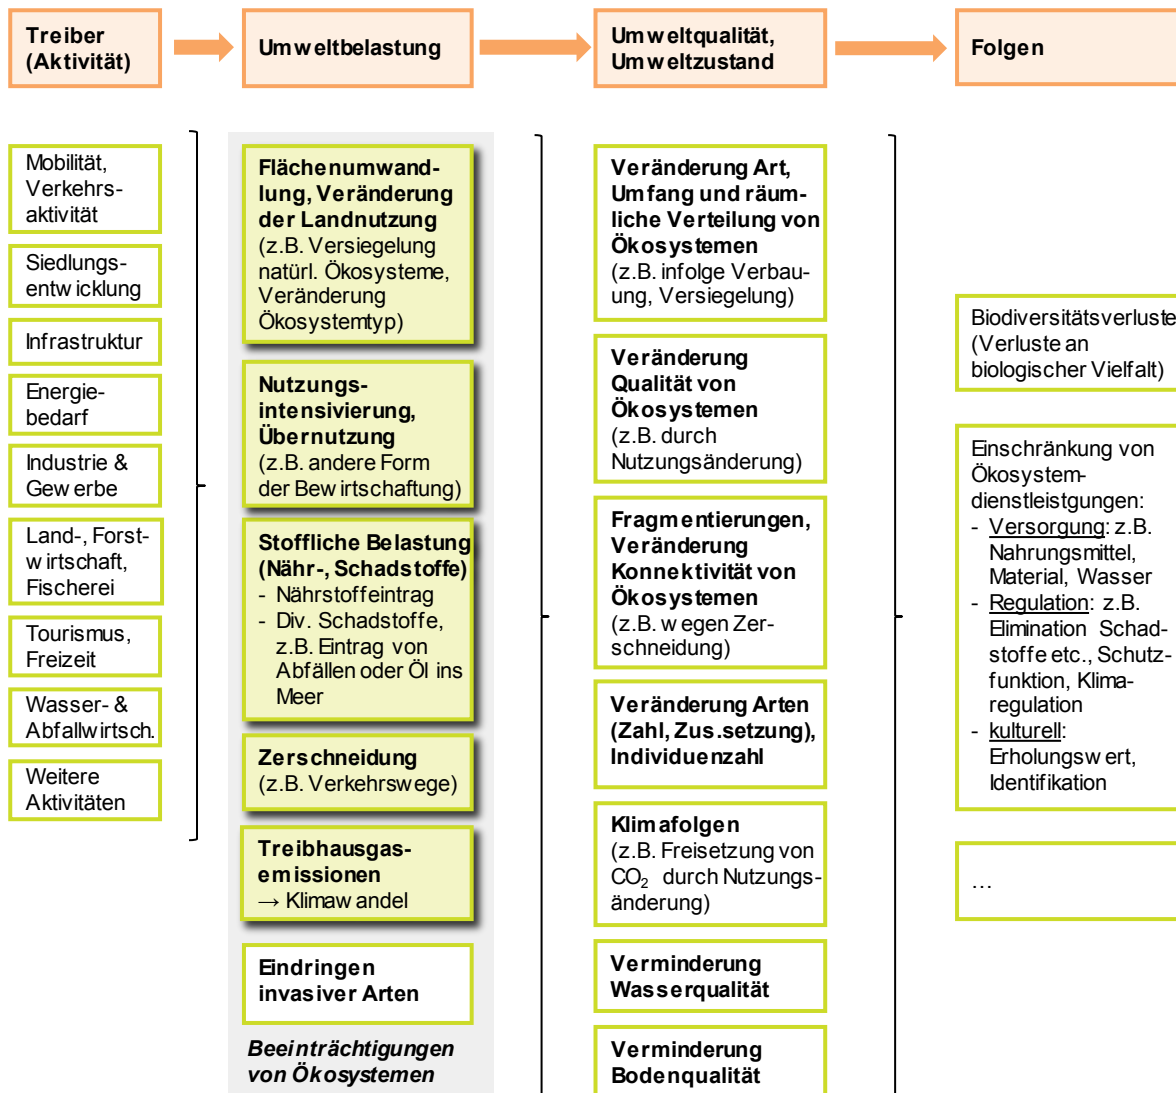 Treiber
(Aktivität)
Umweltbelastung
Umweltqualität,
Umweltzustand
Folgen
Mobilität,
Verkehrs-
aktivität
Siedlungs-
entwicklung
Infrastruktur
Energie-
bedarf
Industrie &
Gewerbe
Land-, Forst-
wirtschaft,
Fischerei
Tourismus,
Freizeit
Wasser- &
Abfallwirtsch.
Weitere
Aktivitäten
Flächenumwand-
lung, Veränderung
der Landnutzung
(z.B. Versiegelung
natürl. Ökosysteme,
Veränderung
Ökosystemtyp)
Nutzungs-
intensivierung,
Übernutzung
(z.B. andere Form
der Bewirtschaftung)
Stoffliche Belastung
(Nähr-, Schadstoffe)
- Nährstoffeintrag
- Div. Schadstoffe,
z.B. Eintrag von
Abfällen oder Öl ins
Meer
Zerschneidung
(z.B. Verkehrswege)
Treibhausgas-
emissionen
→ Klimawandel
Eindringen
invasiver Arten
Beeinträchtigungen
von Ökosystemen
Veränderung Art,
Umfang und räum-
liche Verteilung von
Ökosystemen
(z.B. infolge Verbau-
ung, Versiegelung)
Veränderung
Qualität von
Ökosystemen
(z.B. durch
Nutzungsänderung)
Fragmentierungen,
Veränderung
Konnektivität von
Ökosystemen
(z.B. wegen Zer-
schneidung)
Veränderung Arten
(Zahl, Zus.setzung),
Individuenzahl
Klimafolgen
(z.B. Freisetzung von
CO₂ durch Nutzungs-
änderung)
Verminderung
Wasserqualität
Verminderung
Bodenqualität
Biodiversitätsverluste
(Verluste an
biologischer Vielfalt)
Einschränkung von
Ökosystem-
dienstleistgungen:
- Versorgung: z.B.
Nahrungsmittel,
Material, Wasser
- Regulation: z.B.
Elimination Schad-
stoffe etc., Schutz-
funktion, Klima-
regulation
- kulturell:
Erholungswert,
Identifikation
…